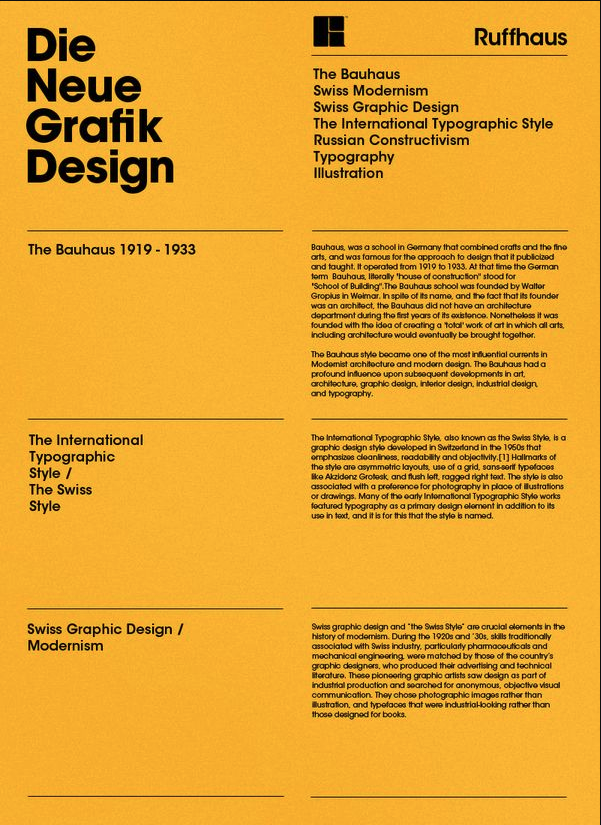 Die
Neue
Grafik
Design
Ruffhaus
The Bauhaus
Swiss Modernism
Swiss Graphic Design
The International Typographic Style
Russian Constructivism
Typography
Illustration
The Bauhaus 1919 - 1933
Bauhaus, was a school in Germany that combined crafts and the fine
arts, and was famous for the approach to design that it publicized
and taught. It operated from 1919 to 1933. At that time the German
term Bauhaus, literally "house of construction" stood for
"School of Building".The Bauhaus school was founded by Walter
Gropius in Weimar. In spite of its name, and the fact that its founder
was an architect, the Bauhaus did not have an architecture
department during the first years of its existence. Nonetheless it was
founded with the idea of creating a 'total' work of art in which all arts,
including architecture would eventually be brought together.
The Bauhaus style became one of the most influential currents in
Modernist architecture and modern design. The Bauhaus had a
profound influence upon subsequent developments in art,
architecture, graphic design, interior design, industrial design,
and typography.
The International
Typographic
Style /
The Swiss
Style
The International Typographic Style, also known as the Swiss Style, is a
graphic design style developed in Switzerland in the 1950s that
emphasizes cleanliness, readability and objectivity.[1] Hallmarks of
the style are asymmetric layouts, use of a grid, sans-serif typefaces
like Akzidenz Grotesk, and flush left, ragged right text. The style is also
associated with a preference for photography in place of illustrations
or drawings. Many of the early International Typographic Style works
featured typography as a primary design element in addition to its
use in text, and it is for this that the style is named.
Swiss Graphic Design /
Modernism
Swiss graphic design and “the Swiss Style” are crucial elements in the
history of modernism. During the 1920s and ’30s, skills traditionally
associated with Swiss industry, particularly pharmaceuticals and
mechanical engineering, were matched by those of the country’s
graphic designers, who produced their advertising and technical
literature. These pioneering graphic artists saw design as part of
industrial production and searched for anonymous, objective visual
communication. They chose photographic images rather than
illustration, and typefaces that were industrial-looking rather than
those designed for books.